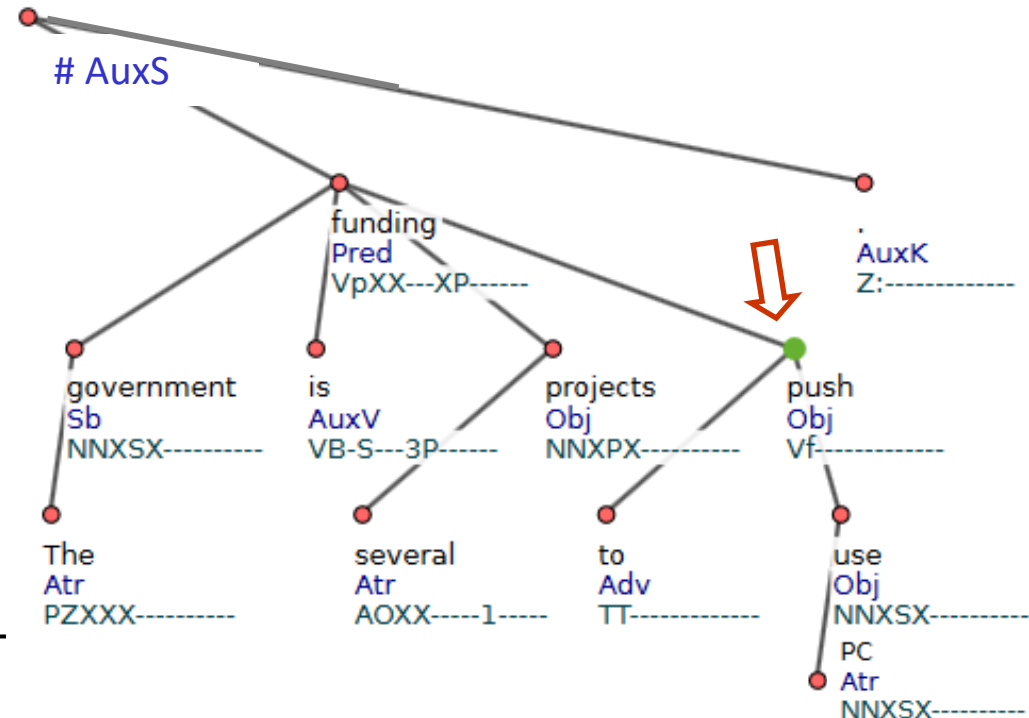 # AuxS
funding
Pred
VpXX---XP------
.
AuxK
Z:-------------
government
Sb
NNXSX----------
is
AuxV
VB-S---3P------
projects
Obj
NNXPX----------
push
Obj
Vf-------------
The
Atr
PZXXX----------
several
Atr
AOXX-----1-----
to
Adv
TT-------------
use
Obj
NNXSX----------
PC
Atr
NNXSX----------